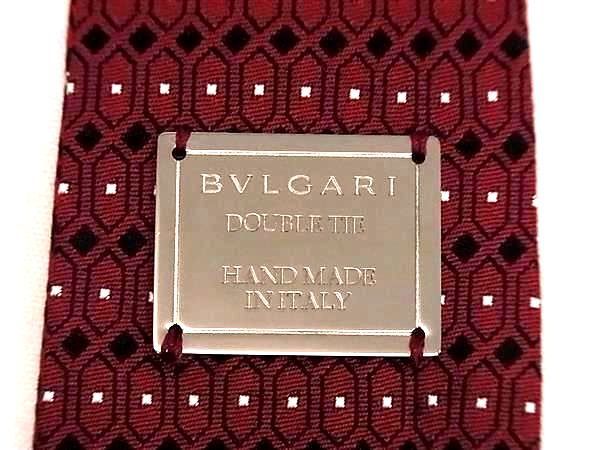 BVLGARI
DOUBLE TIE
HAND MADE
IN ITALY